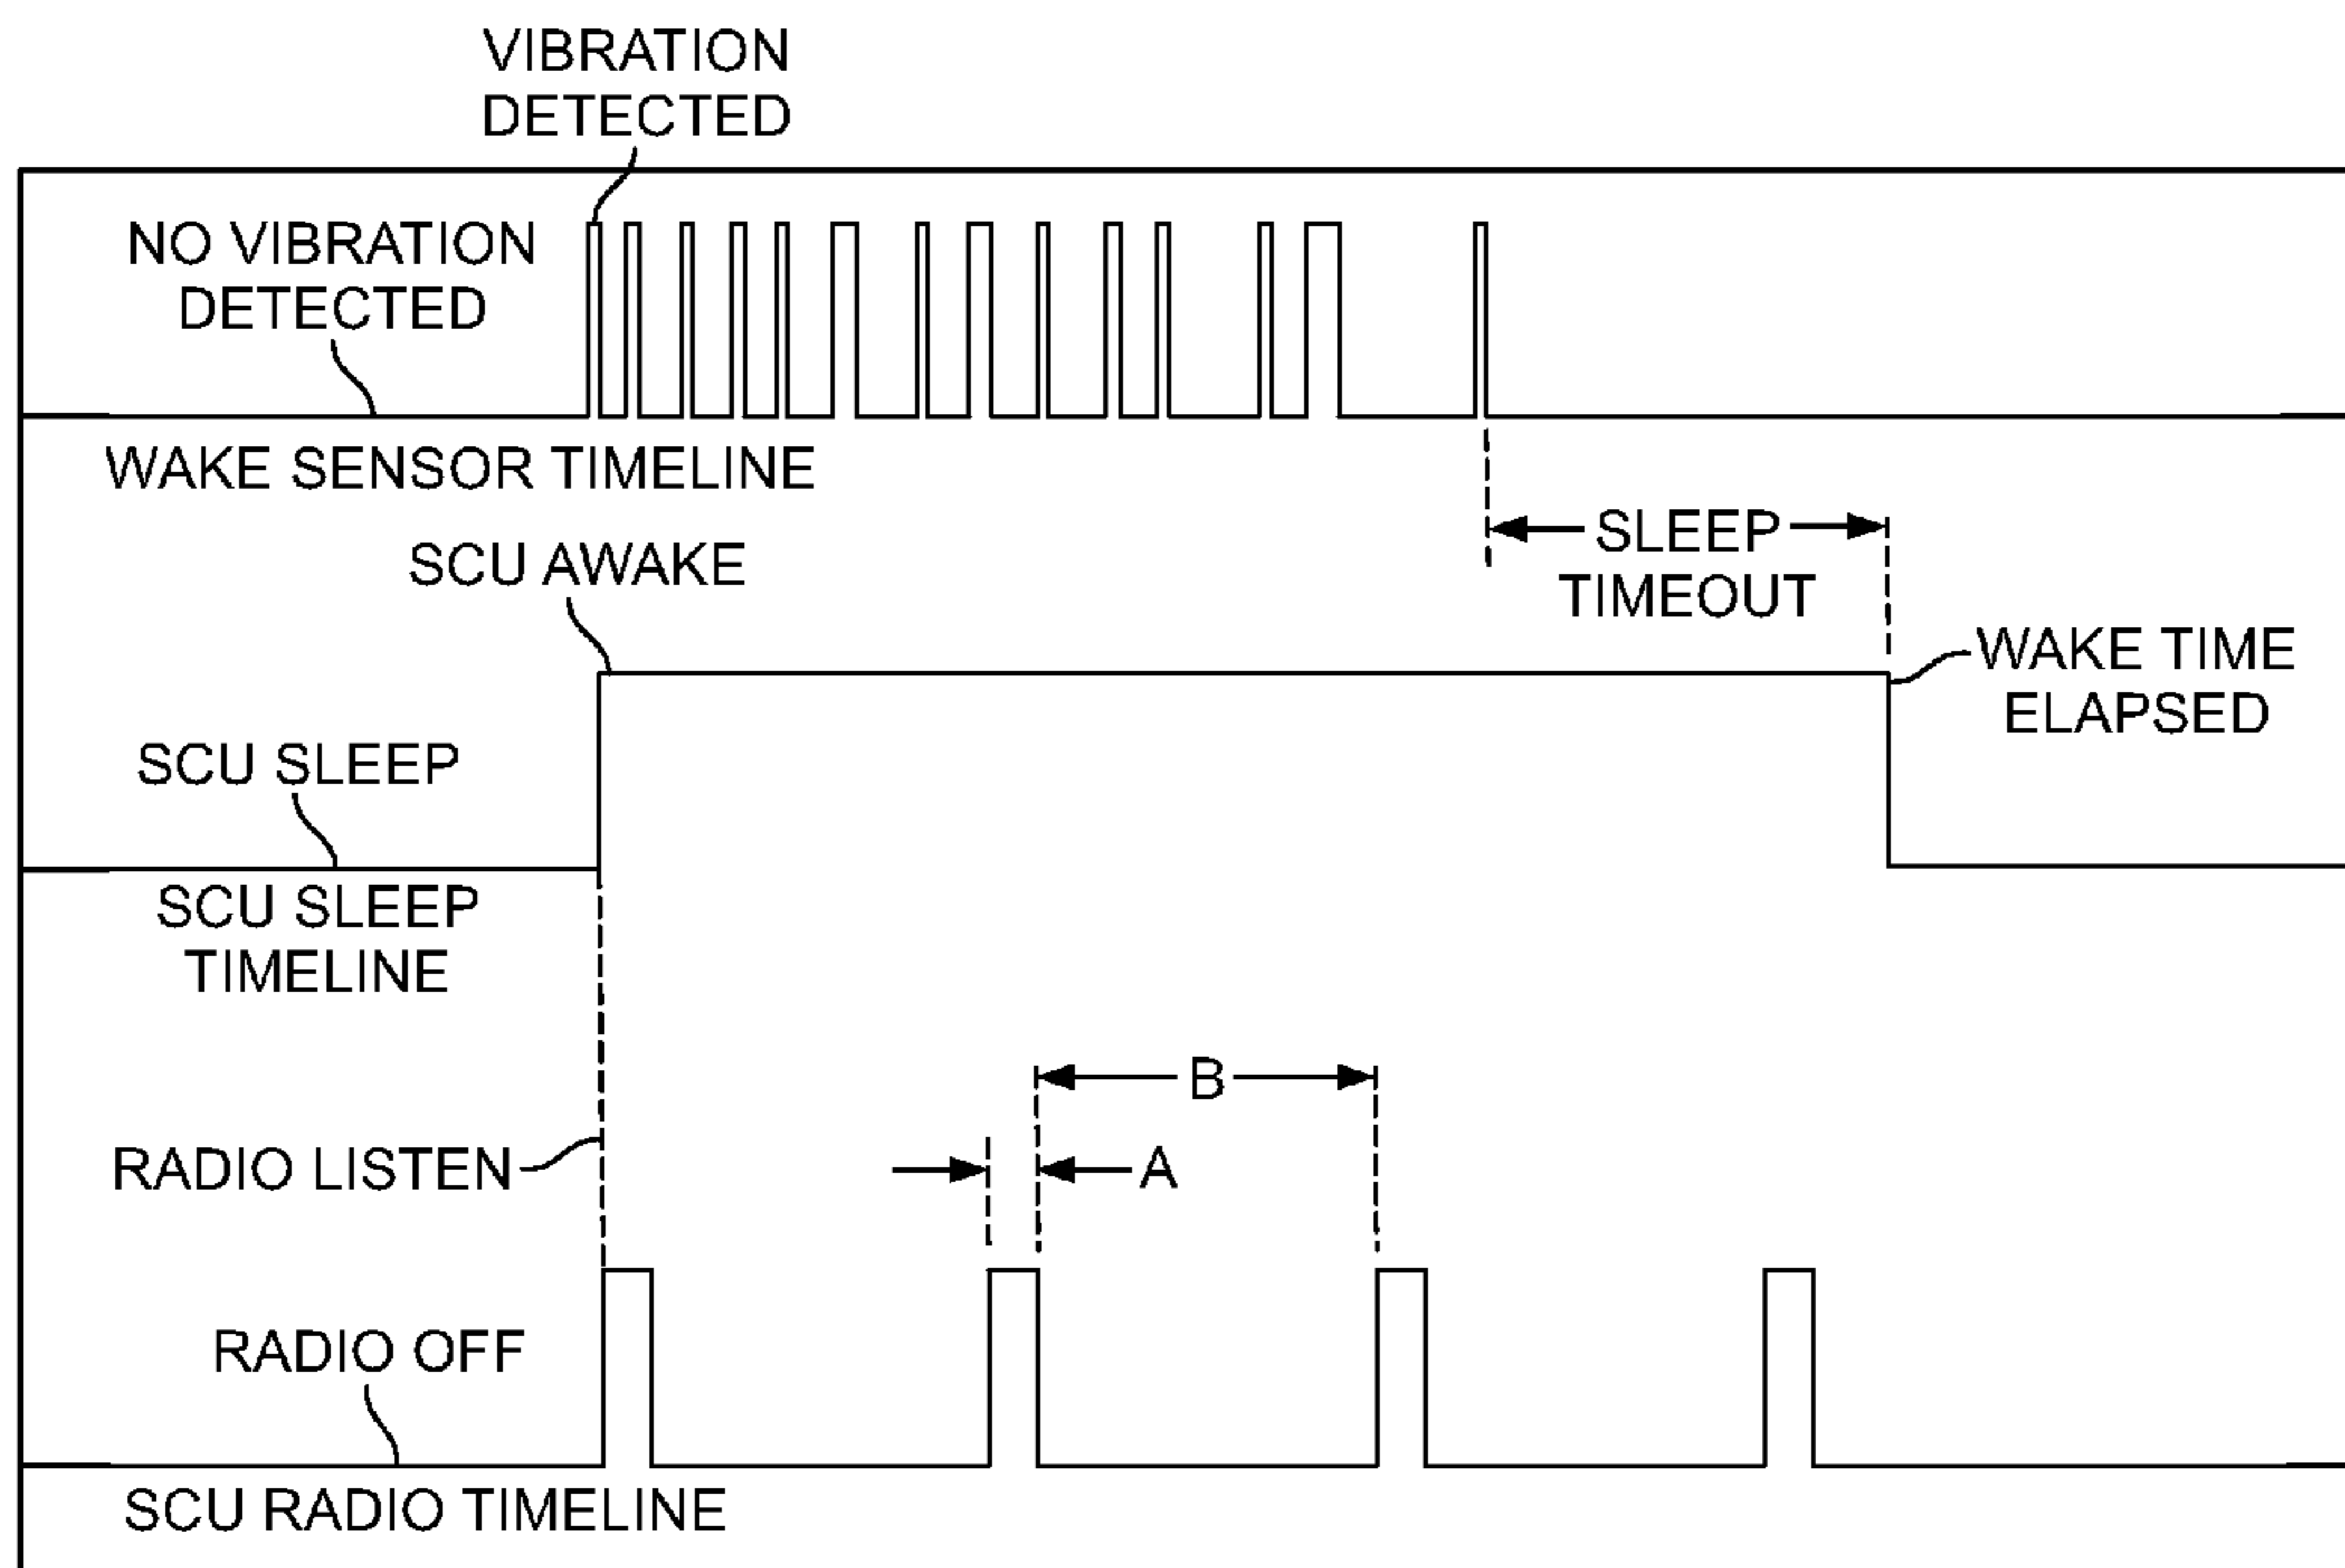 VIBRATION
DETECTED
NO VIBRATION
DETECTED
WAKE SENSOR TIMELINE
SCU AWAKE
SLEEP
TIMEOUT
WAKE TIME
ELAPSED
SCU SLEEP
SCU SLEEP
TIMELINE
B
RADIO LISTEN
A
RADIO OFF
SCU RADIO TIMELINE